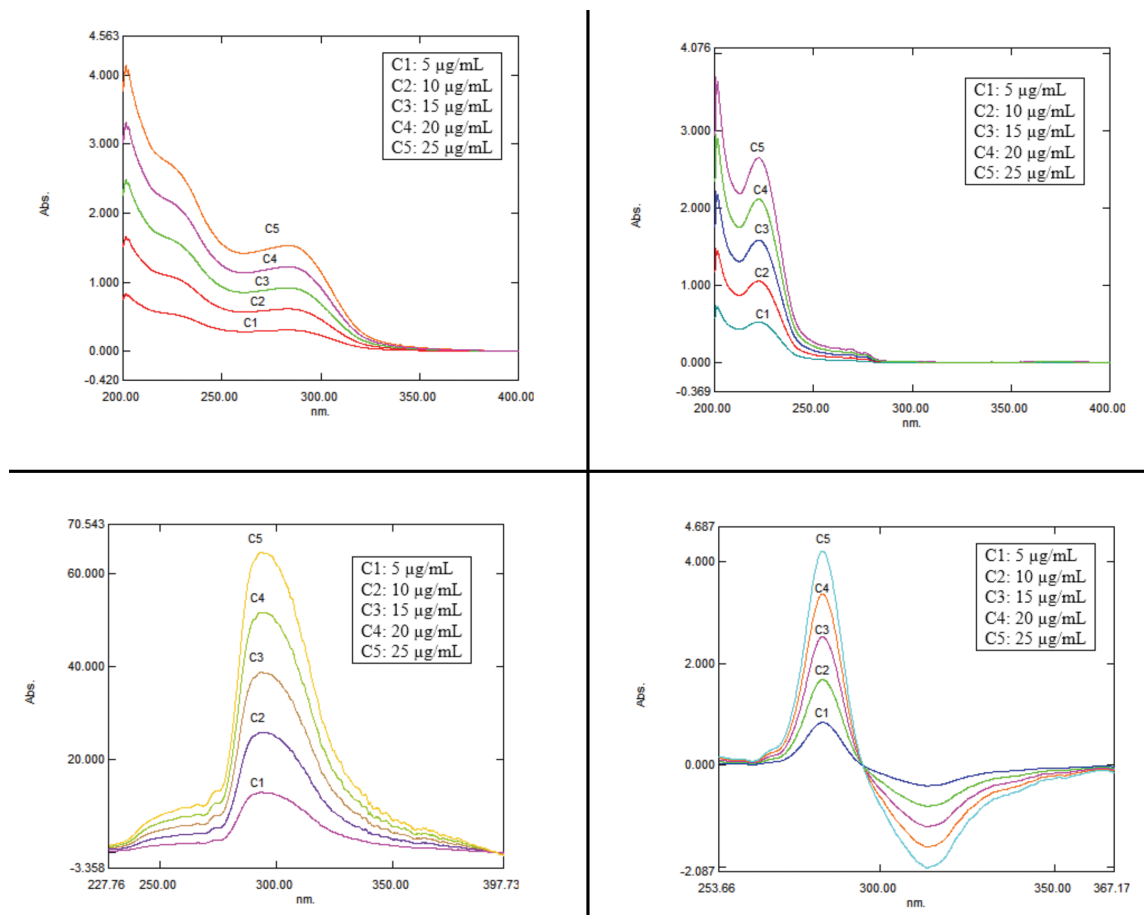 4.563
4.000
3.000
2.000
1.000
0.000
-0.420
Abs.
C1: 5 µg/mL
C2: 10 µg/mL
C3: 15 µg/mL
C4: 20 µg/mL
C5: 25 µg/mL
C5
C4
C3
C2
C1
200.00 250.00 300.00 350.00 400.00
nm.
4.076
3.000
2.000
1.000
0.000
-0.369
Abs.
C1: 5 µg/mL
C2: 10 µg/mL
C3: 15 µg/mL
C4: 20 µg/mL
C5: 25 µg/mL
C5
C4
C3
C2
C1
200.00 250.00 300.00 350.00 400.00
nm.
70.543
60.000
40.000
20.000
-3.358
Abs.
C5
C4
C3
C2
C1
C1: 5 µg/mL
C2: 10 µg/mL
C3: 15 µg/mL
C4: 20 µg/mL
C5: 25 µg/mL
227.76 250.00 300.00 350.00 397.73
nm.
4.687
4.000
2.000
0.000
-2.087
Abs.
C5
C4
C3
C2
C1
C1: 5 µg/mL
C2: 10 µg/mL
C3: 15 µg/mL
C4: 20 µg/mL
C5: 25 µg/mL
253.66 300.00 350.00 367.17
nm.